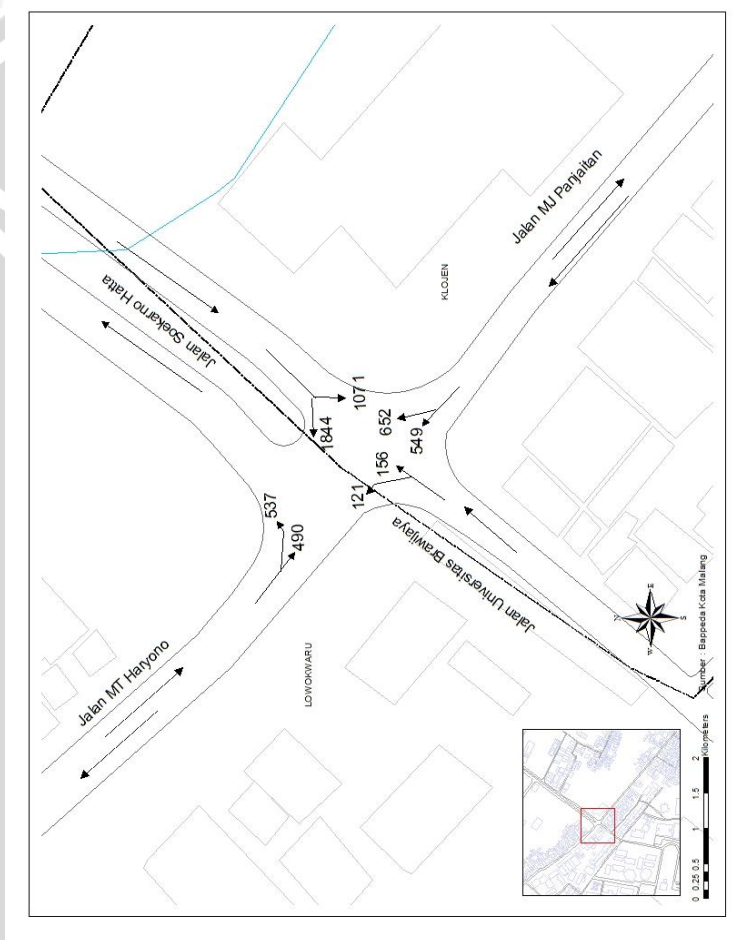 Jalan MJ Panjaitan
Jalan Soekarno Hatta
KLOJEN
1071
1844
652
549
156
121
537
490
Jalan Universitas Brawijaya
Jalan MT Haryono
LOWOKWARU
N
E
S
W
Sumber : Bappeda Kota Malang
0 0.25 0.5 1 1.5 2
Kilometers